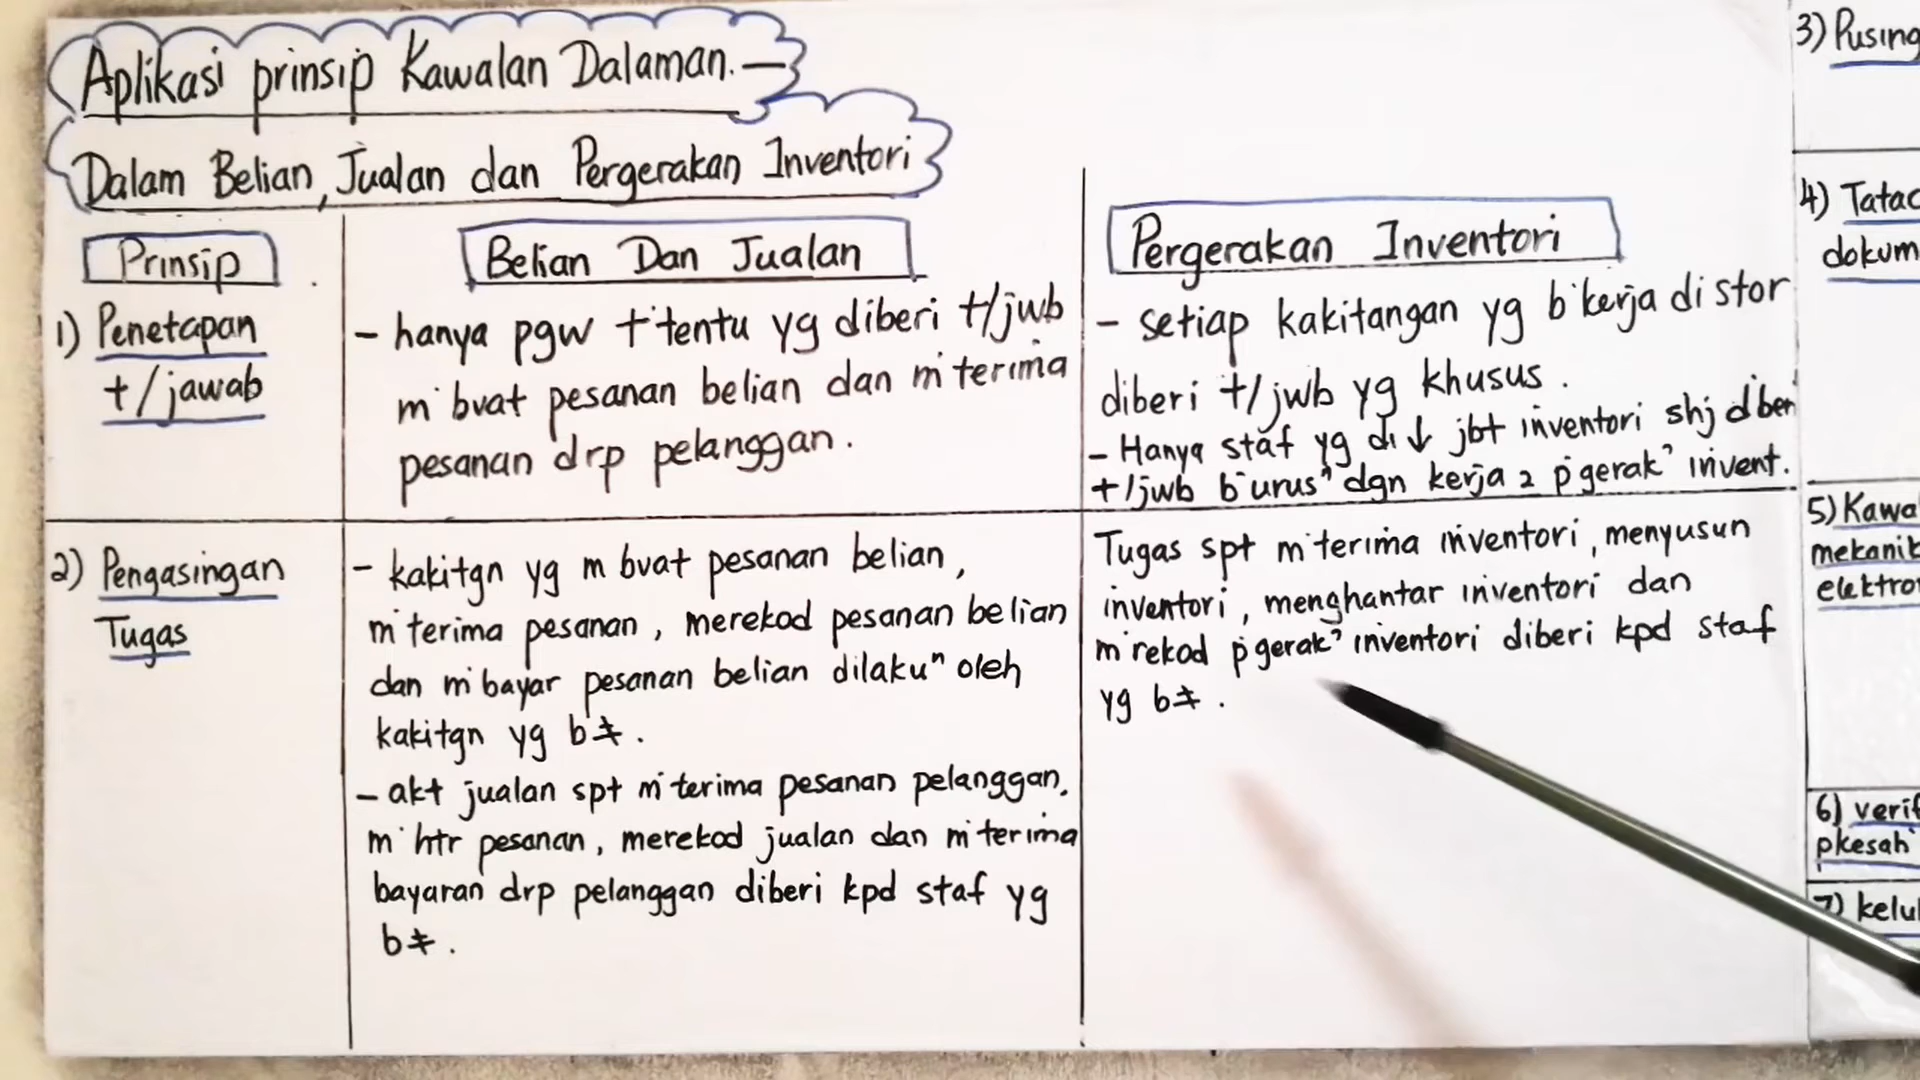 Aplikasi prinsip Kawalan Dalaman. –
Dalam Belian, Jualan dan Pergerakan Inventori
Prinsip
Belian Dan Jualan
Pergerakan Inventori
1) Penetapan
t/jawab
– hanya pgw t'tentu yg diberi t/jwb
m'buat pesanan belian dan m'terima
pesanan drp pelanggan.
– setiap kakitangan yg b'kerja di stor
diberi t/jwb yg khusus.
– Hanya staf yg di ↓ jbt inventori shj diberi
t/jwb b'urusⁿ dgn kerja2 p'gerak² invent.
2) Pengasingan
Tugas
– kakitgn yg m'buat pesanan belian,
m'terima pesanan, merekod pesanan belian
dan m'bayar pesanan belian dilakuⁿ oleh
kakitgn yg b≠.
– akt jualan spt m'terima pesanan pelanggan,
m'htr pesanan, merekod jualan dan m'terima
bayaran drp pelanggan diberi kpd staf yg
b≠.
Tugas spt m'terima inventori, menyusun
inventori, menghantar inventori dan
m'rekod p'gerak² inventori diberi kpd staf
yg b≠.
3) Pusing
4) Tatac
dokum
5) Kawa
mekanik
elektro
6) verif
pkesah
7) kelu